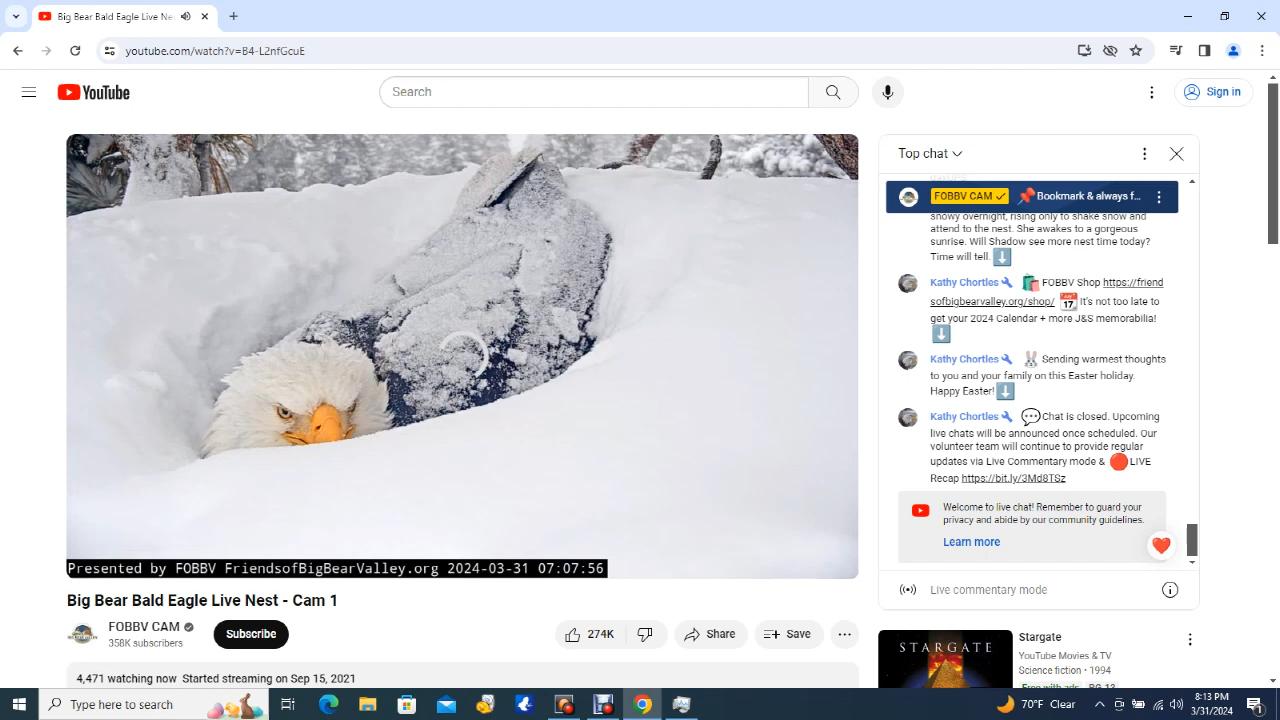 Big Bear Bald Eagle Live Ne
youtube.com/watch?v=B4-L2nfGcuE
YouTube
Search
Sign in
Top chat
FOBBV CAM
Bookmark & always f...
snowy overnight, rising only to shake snow and
attend to the nest. She awakes to a gorgeous
sunrise. Will Shadow see more nest time today?
Time will tell.
Kathy Chortles FOBBV Shop https://friend
sofbigbearvalley.org/shop/ It's not too late to
get your 2024 Calendar + more J&S memorabilia!
Kathy Chortles Sending warmest thoughts
to you and your family on this Easter holiday.
Happy Easter!
Kathy Chortles Chat is closed. Upcoming
live chats will be announced once scheduled. Our
volunteer team will continue to provide regular
updates via Live Commentary mode & LIVE
Recap https://bit.ly/3Md8TSz
Welcome to live chat! Remember to guard your
privacy and abide by our community guidelines.
Learn more
Live commentary mode
Presented by FOBBV FriendsofBigBearValley.org 2024-03-31 07:07:56
Big Bear Bald Eagle Live Nest - Cam 1
FOBBV CAM
358K subscribers
Subscribe
274K
Share
Save
4,471 watching now Started streaming on Sep 15, 2021
STARGATE
Stargate
YouTube Movies & TV
Science fiction • 1994
Free with ads PG-13
Type here to search
70°F Clear
8:13 PM
3/31/2024
1